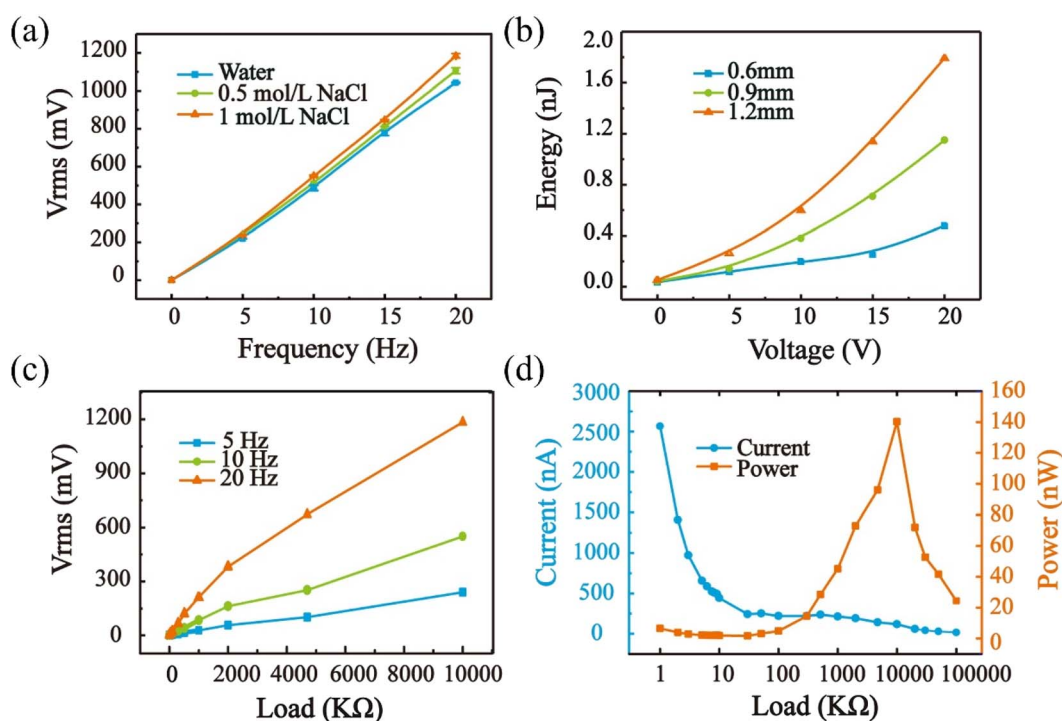 (a)
Vrms (mV)
1200
1000
800
600
400
200
0
Water
0.5 mol/L NaCl
1 mol/L NaCl
0 5 10 15 20
Frequency (Hz)
(b)
Energy (nJ)
2.0
1.6
1.2
0.8
0.4
0.0
0.6mm
0.9mm
1.2mm
0 5 10 15 20
Voltage (V)
(c)
Vrms (mV)
1200
900
600
300
0
5 Hz
10 Hz
20 Hz
0 2000 4000 6000 8000 10000
Load (KΩ)
(d)
Current (nA)
3000
2500
2000
1500
1000
500
0
Current
Power
160
140
120
100
80
60
40
20
0
Power (nW)
1 10 100 1000 10000 100000
Load (KΩ)